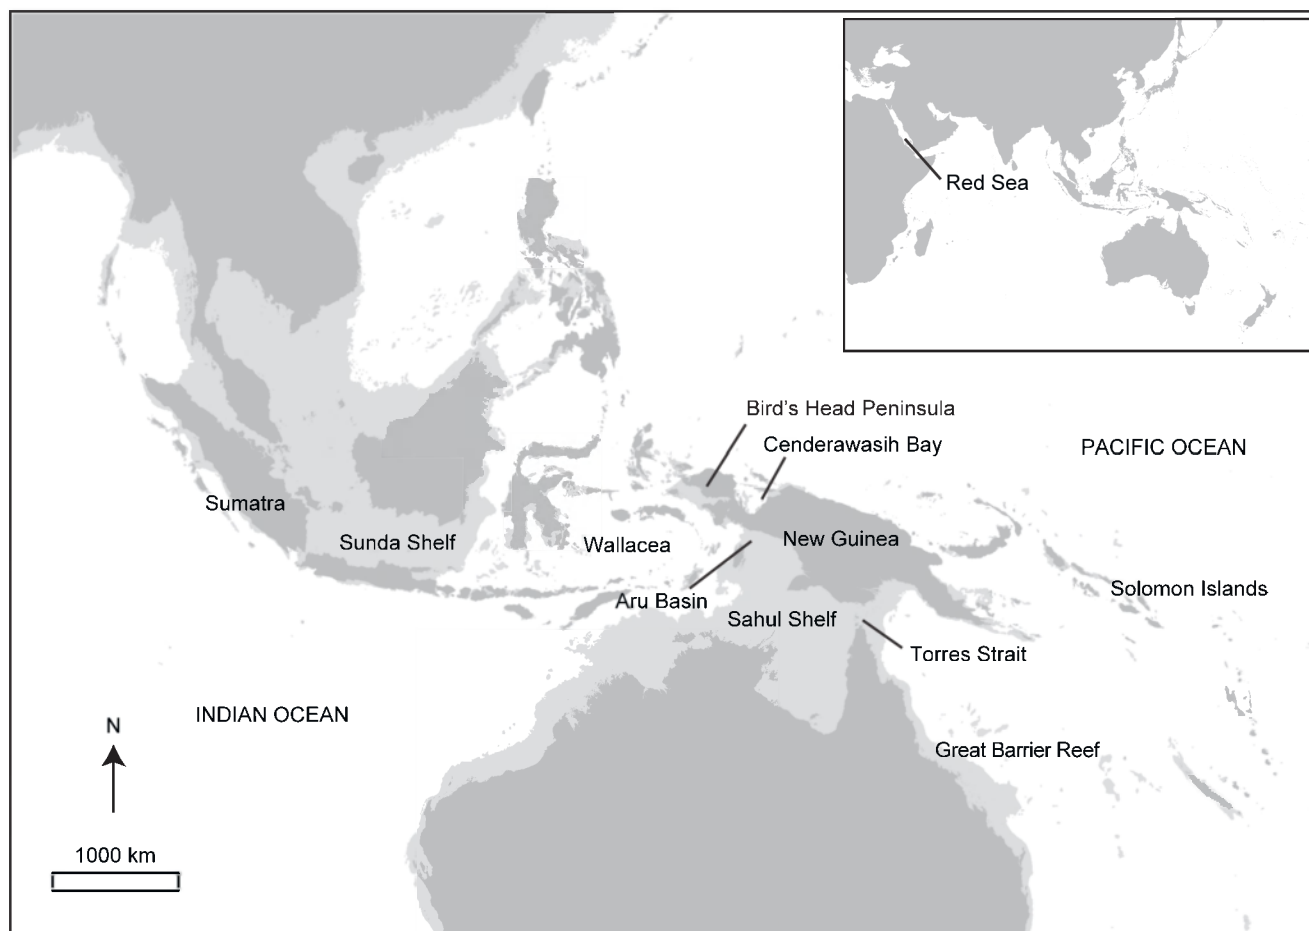 Red Sea
Bird's Head Peninsula
Cenderawasih Bay
PACIFIC OCEAN
Sumatra
Sunda Shelf
Wallacea
New Guinea
Aru Basin
Solomon Islands
Sahul Shelf
Torres Strait
INDIAN OCEAN
N
Great Barrier Reef
1000 km